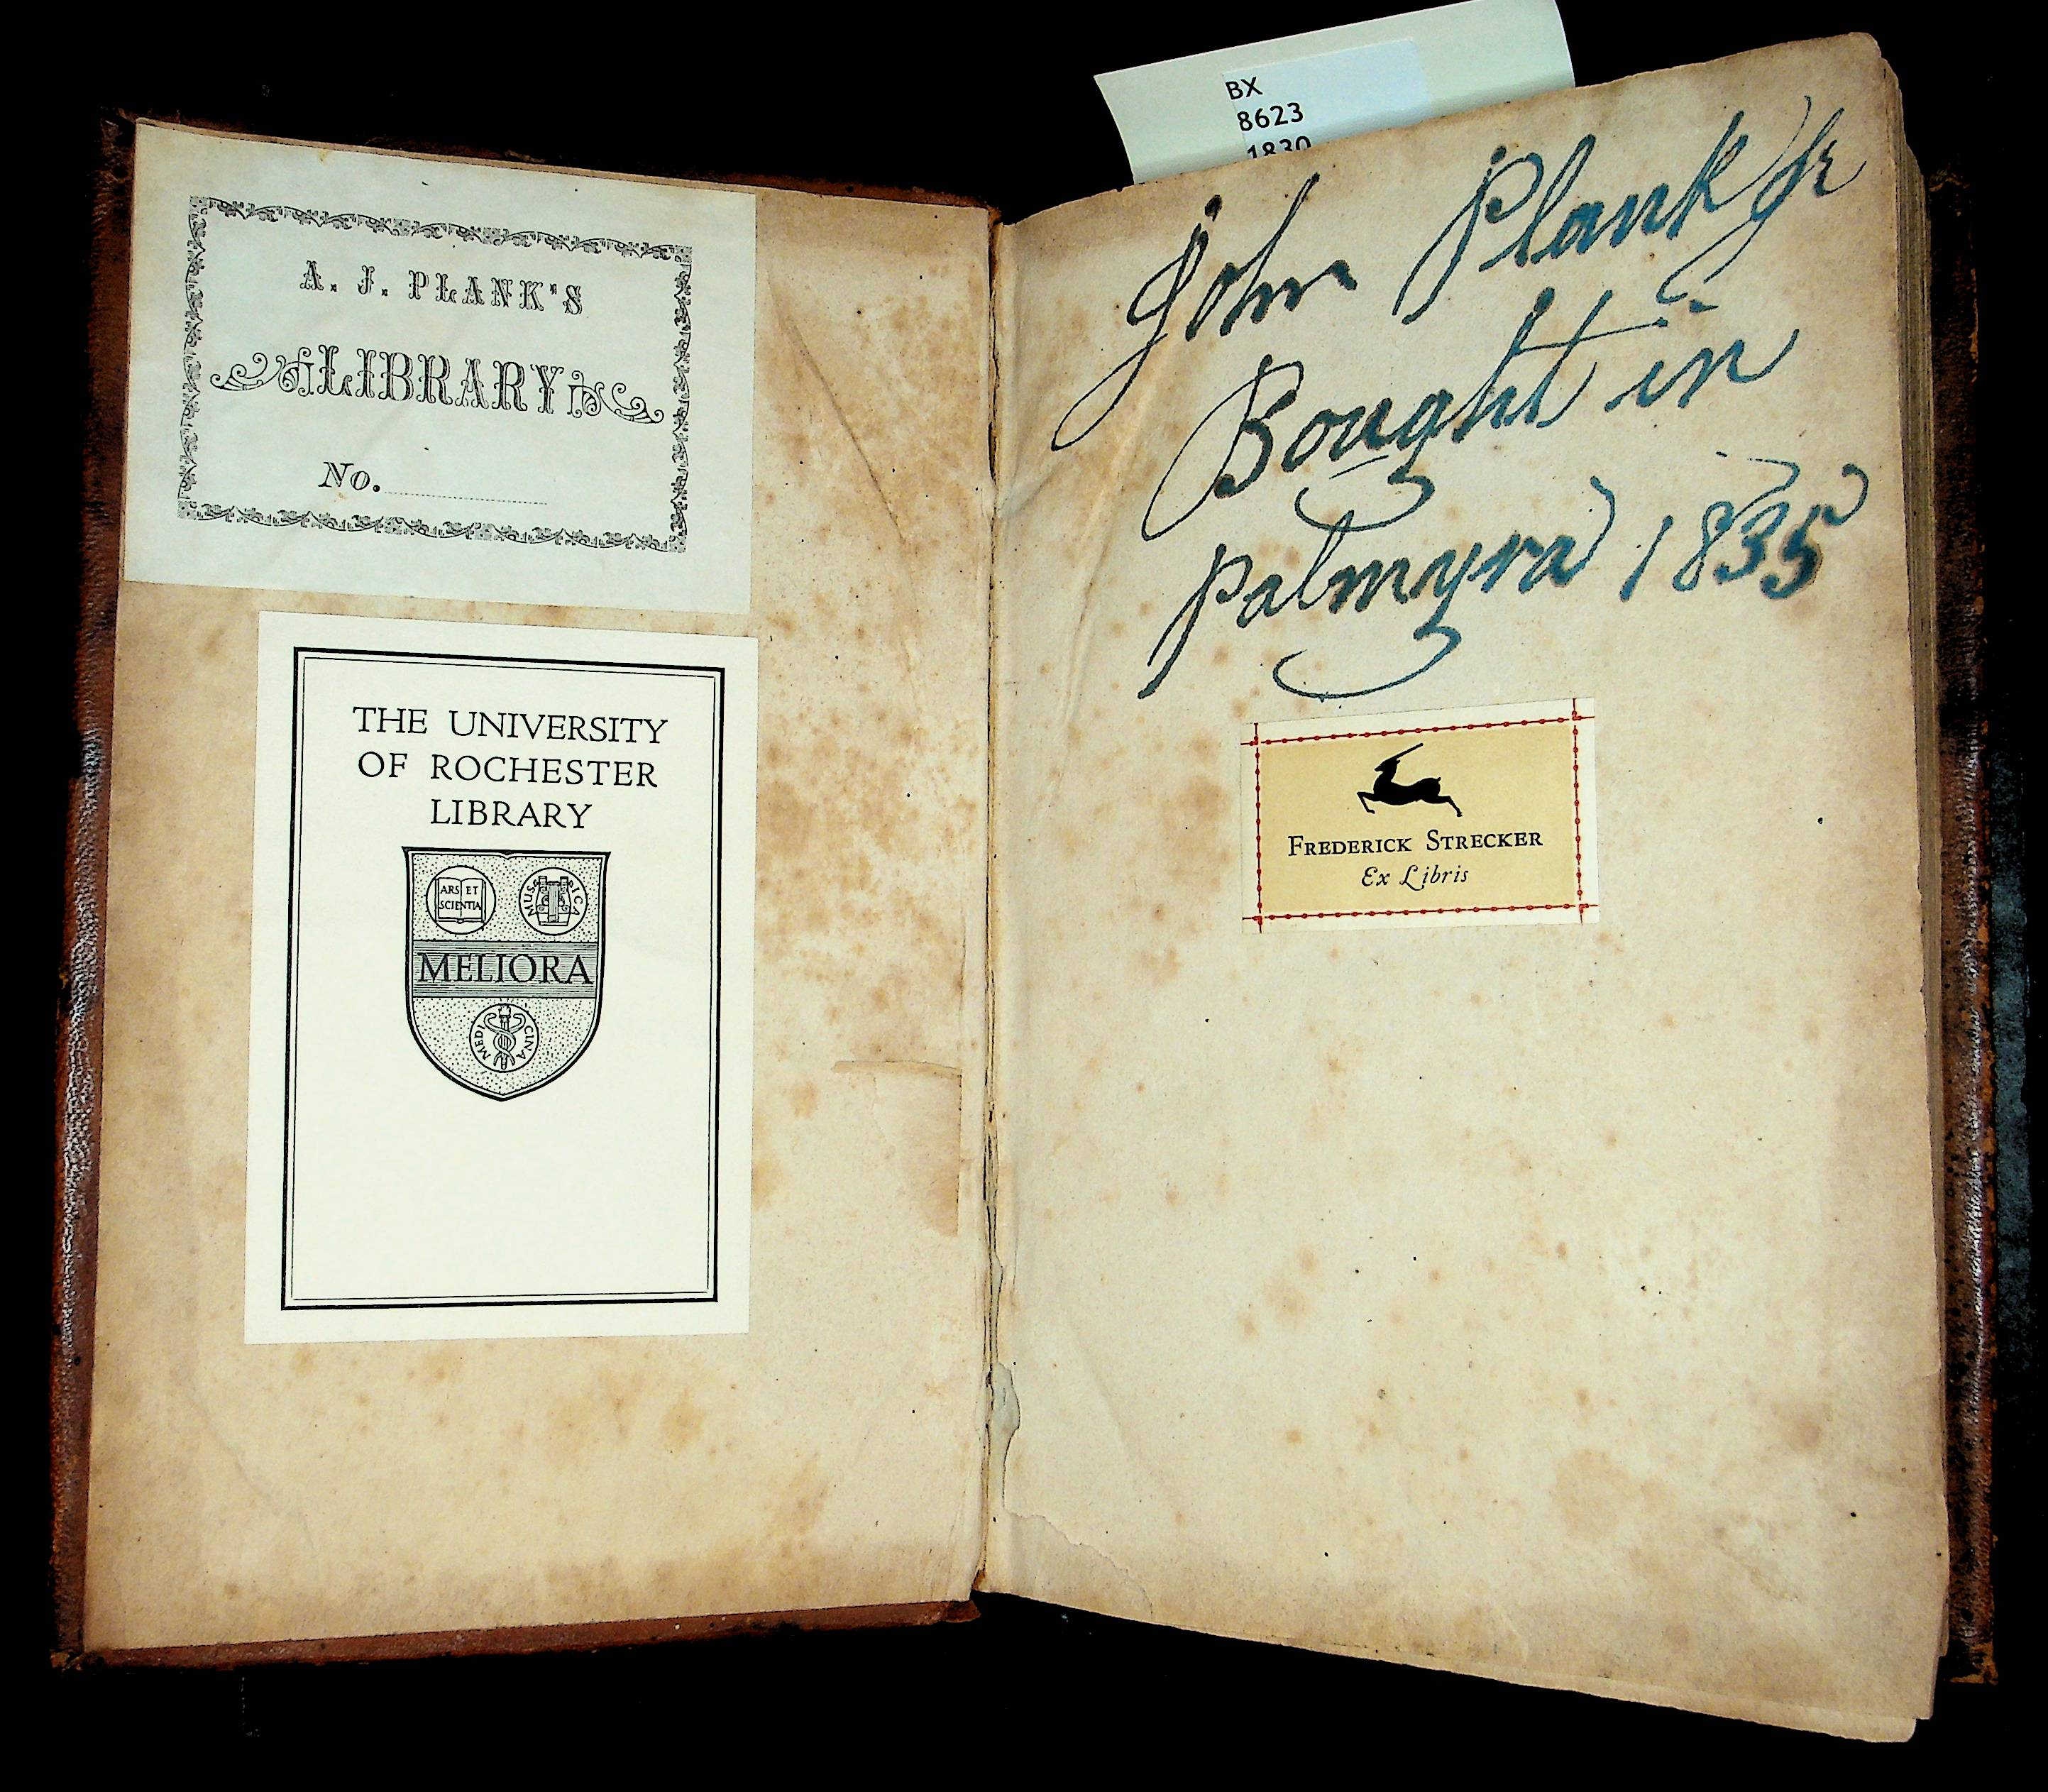 A. J. PLANK'S
LIBRARY
No.
THE UNIVERSITY
OF ROCHESTER
LIBRARY
ARS ET
SCIENTIA
MUSICA
MELIORA
MEDICINA
BX
8623
1830
John Plank Jr
Bought in
Palmyra 1835
FREDERICK STRECKER
Ex Libris